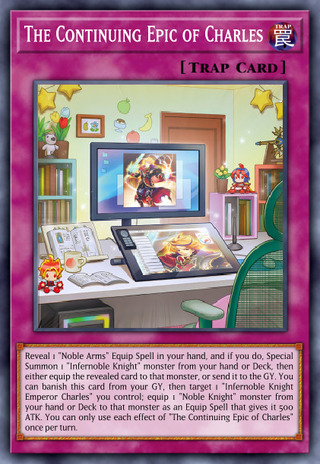 The Continuing Epic of Charles
TRAP
罠
[Trap Card]
Reveal 1 "Noble Arms" Equip Spell in your hand, and if you do, Special
Summon 1 "Infernoble Knight" monster from your hand or Deck, then
either equip the revealed card to that monster, or send it to the GY. You
can banish this card from your GY, then target 1 "Infernoble Knight
Emperor Charles" you control; equip 1 "Noble Knight" monster from
your hand or Deck to that monster as an Equip Spell that gives it 500
ATK. You can only use each effect of "The Continuing Epic of Charles"
once per turn.